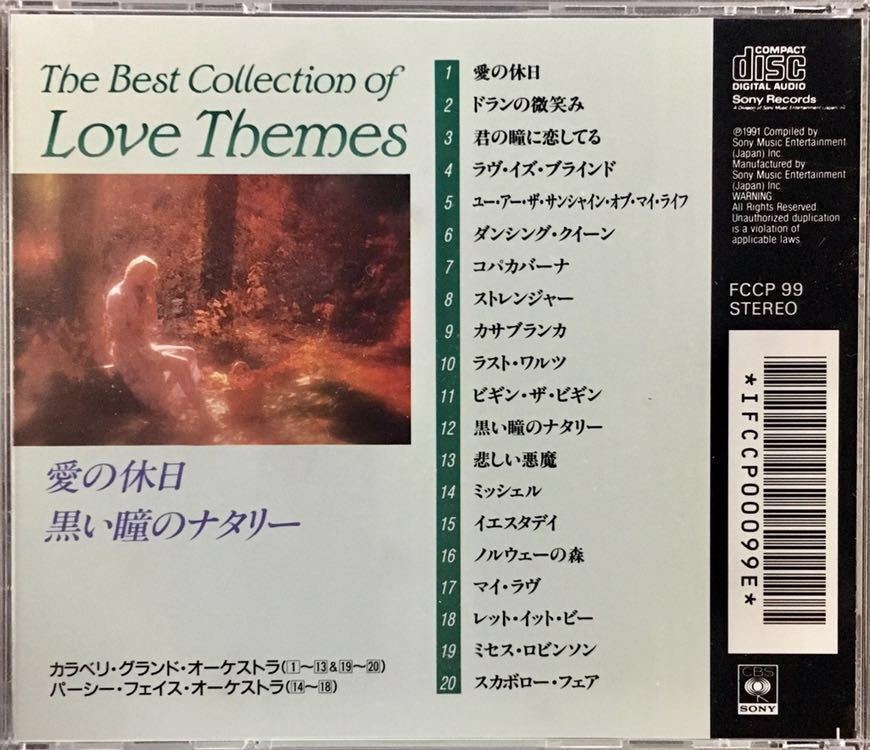 The Best Collection of
Love Themes
愛の休日
黒い瞳のナタリー
カラベリ・グランド・オーケストラ(1〜13&19〜20)
パーシー・フェイス・オーケストラ(14〜18)
1 愛の休日
2 ドランの微笑み
3 君の瞳に恋してる
4 ラヴ・イズ・ブラインド
5 ユー・アー・ザ・サンシャイン・オブ・マイ・ライフ
6 ダンシング・クイーン
7 コパカバーナ
8 ストレンジャー
9 カサブランカ
10 ラスト・ワルツ
11 ビギン・ザ・ビギン
12 黒い瞳のナタリー
13 悲しい悪魔
14 ミッシェル
15 イエスタデイ
16 ノルウェーの森
17 マイ・ラヴ
18 レット・イット・ビー
19 ミセス・ロビンソン
20 スカボロー・フェア
COMPACT
disc
DIGITAL AUDIO
Sony Records
A Division of Sony Music Entertainment (Japan) Inc.
℗1991 Compiled by
Sony Music Entertainment
(Japan) Inc.
Manufactured by
Sony Music Entertainment
(Japan) Inc.
WARNING
All Rights Reserved.
Unauthorized duplication
is a violation of
applicable laws.
FCCP 99
STEREO
*IFCCP00099E*
CBS
SONY